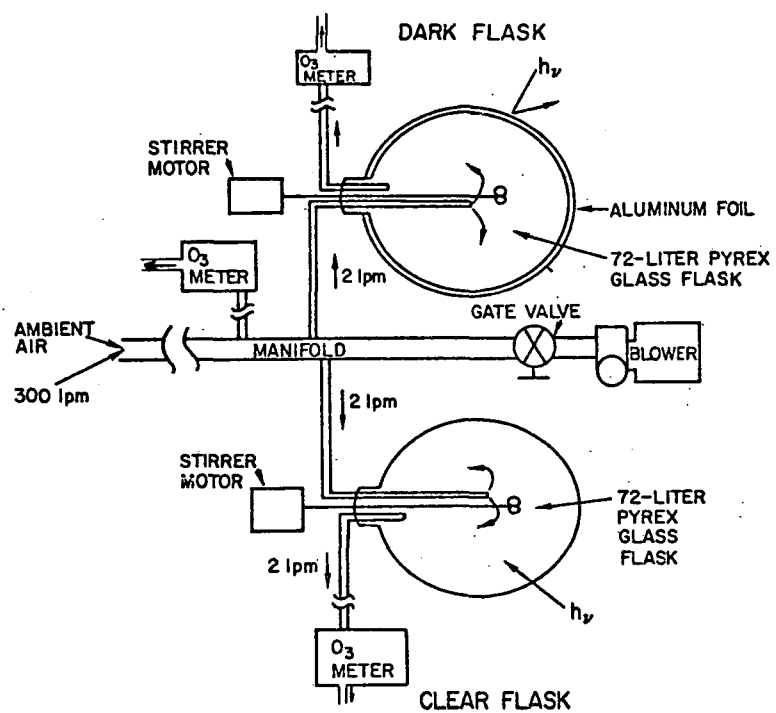 DARK FLASK
O3
METER
hν
STIRRER
MOTOR
ALUMINUM FOIL
72-LITER PYREX
GLASS FLASK
O3
METER
2 lpm
GATE VALVE
AMBIENT
AIR
MANIFOLD
BLOWER
300 lpm
2 lpm
STIRRER
MOTOR
72-LITER
PYREX
GLASS
FLASK
2 lpm
hν
O3
METER
CLEAR FLASK